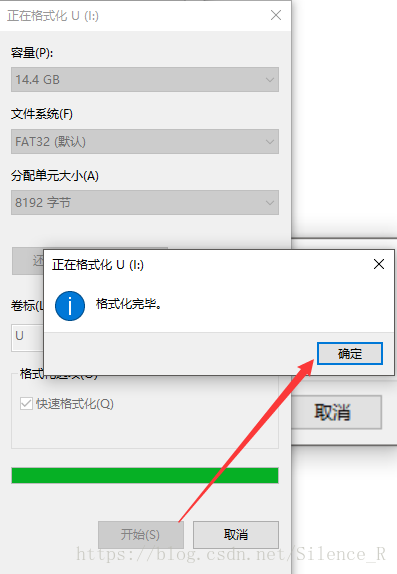 正在格式化 U (I:)
容量(P):
14.4 GB
文件系统(F)
FAT32 (默认)
分配单元大小(A)
8192 字节
还
正在格式化 U (I:)
格式化完毕。
确定
卷标(L
U
格式化选项(O)
快速格式化(Q)
取消
开始(S)
取消
https://blog.csdn.net/Silence_R